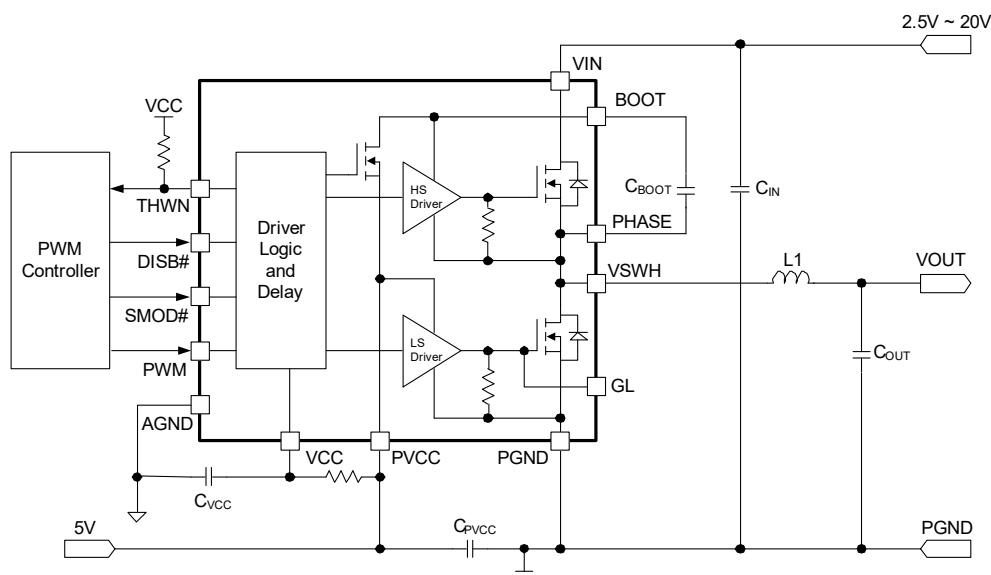 2.5V ~ 20V
VIN
BOOT
VCC
THWN
HS
Driver
CBOOT
CIN
PWM
Controller
DISB#
Driver
Logic
and
Delay
PHASE
VSWH
L1
VOUT
SMOD#
PWM
LS
Driver
COUT
GL
AGND
VCC
PVCC
PGND
CVCC
5V
CPVCC
PGND